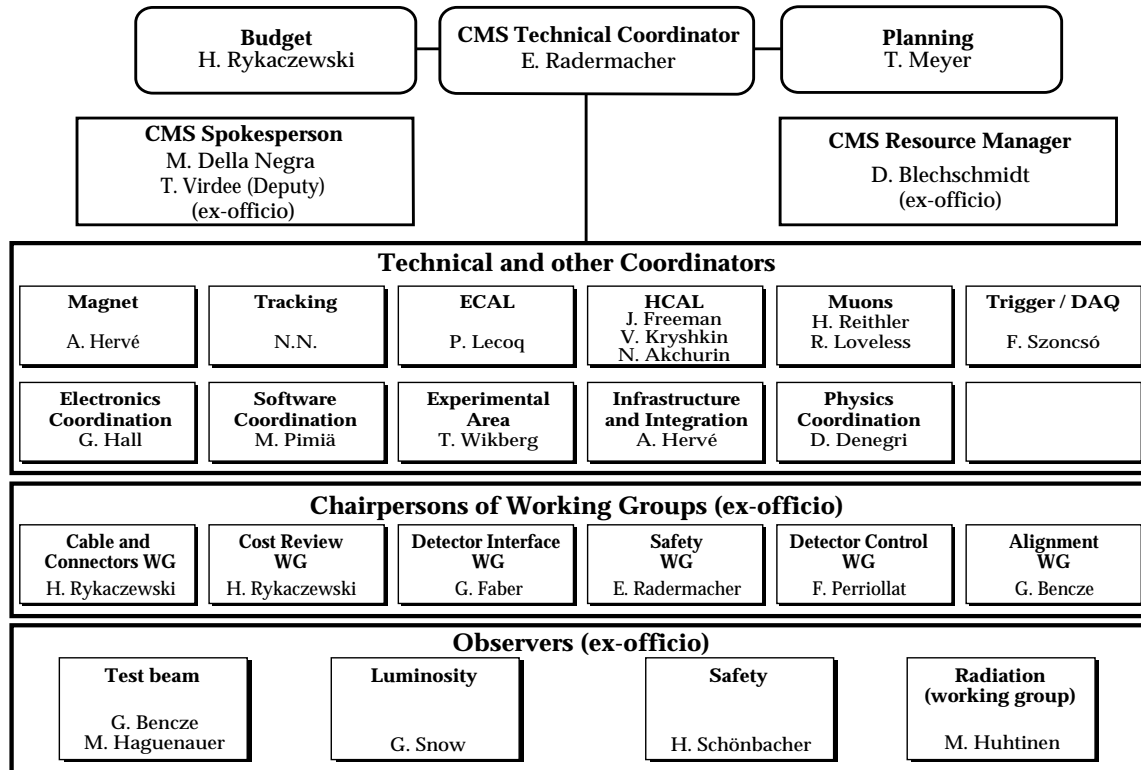 Budget
H. Rykaczewski
CMS Technical Coordinator
E. Radermacher
Planning
T. Meyer
CMS Spokesperson
M. Della Negra
T. Virdee (Deputy)
(ex-officio)
CMS Resource Manager
D. Blechschmidt
(ex-officio)
Technical and other Coordinators
Magnet
A. Hervé
Tracking
N.N.
ECAL
P. Lecoq
HCAL
J. Freeman
V. Kryshkin
N. Akchurin
Muons
H. Reithler
R. Loveless
Trigger / DAQ
F. Szoncsó
Electronics
Coordination
G. Hall
Software
Coordination
M. Pimiä
Experimental
Area
T. Wikberg
Infrastructure
and Integration
A. Hervé
Physics
Coordination
D. Denegri
Chairpersons of Working Groups (ex-officio)
Cable and
Connectors WG
H. Rykaczewski
Cost Review
WG
H. Rykaczewski
Detector Interface
WG
G. Faber
Safety
WG
E. Radermacher
Detector Control
WG
F. Perriollat
Alignment
WG
G. Bencze
Observers (ex-officio)
Test beam
G. Bencze
M. Haguenauer
Luminosity
G. Snow
Safety
H. Schönbacher
Radiation
(working group)
M. Huhtinen